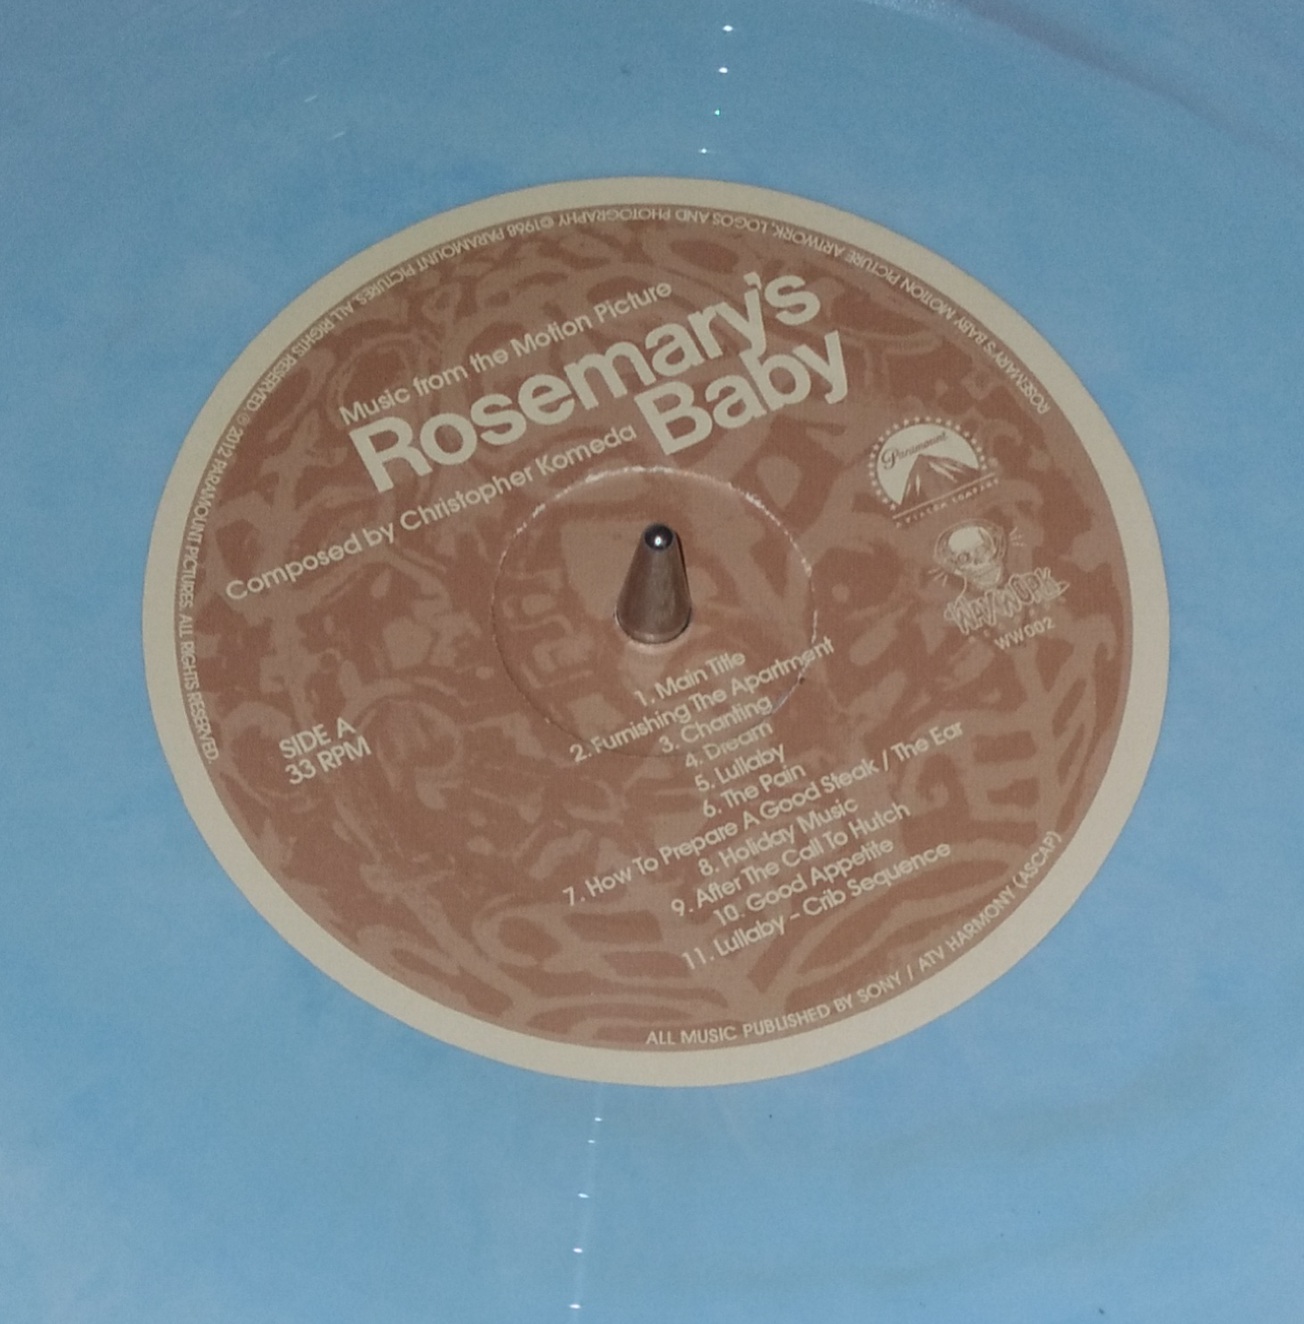 Music from the Motion Picture
Rosemary's
Baby
Composed by Christopher Komeda
Paramount
A VIACOM COMPANY
WAXWORK
WW002
SIDE A
33 RPM
1. Main Title
2. Furnishing The Apartment
3. Chanting
4. Dream
5. Lullaby
6. The Pain
7. How To Prepare A Good Steak / The Ear
8. Holiday Music
9. After The Call To Hutch
10. Good Appetite
11. Lullaby – Crib Sequence
ALL MUSIC PUBLISHED BY SONY / ATV HARMONY (ASCAP)
ROSEMARY'S BABY MOTION PICTURE ARTWORK, LOGOS AND PHOTOGRAPHY ©1968 PARAMOUNT PICTURES. ALL RIGHTS RESERVED ℗ 2012 PARAMOUNT PICTURES. ALL RIGHTS RESERVED.